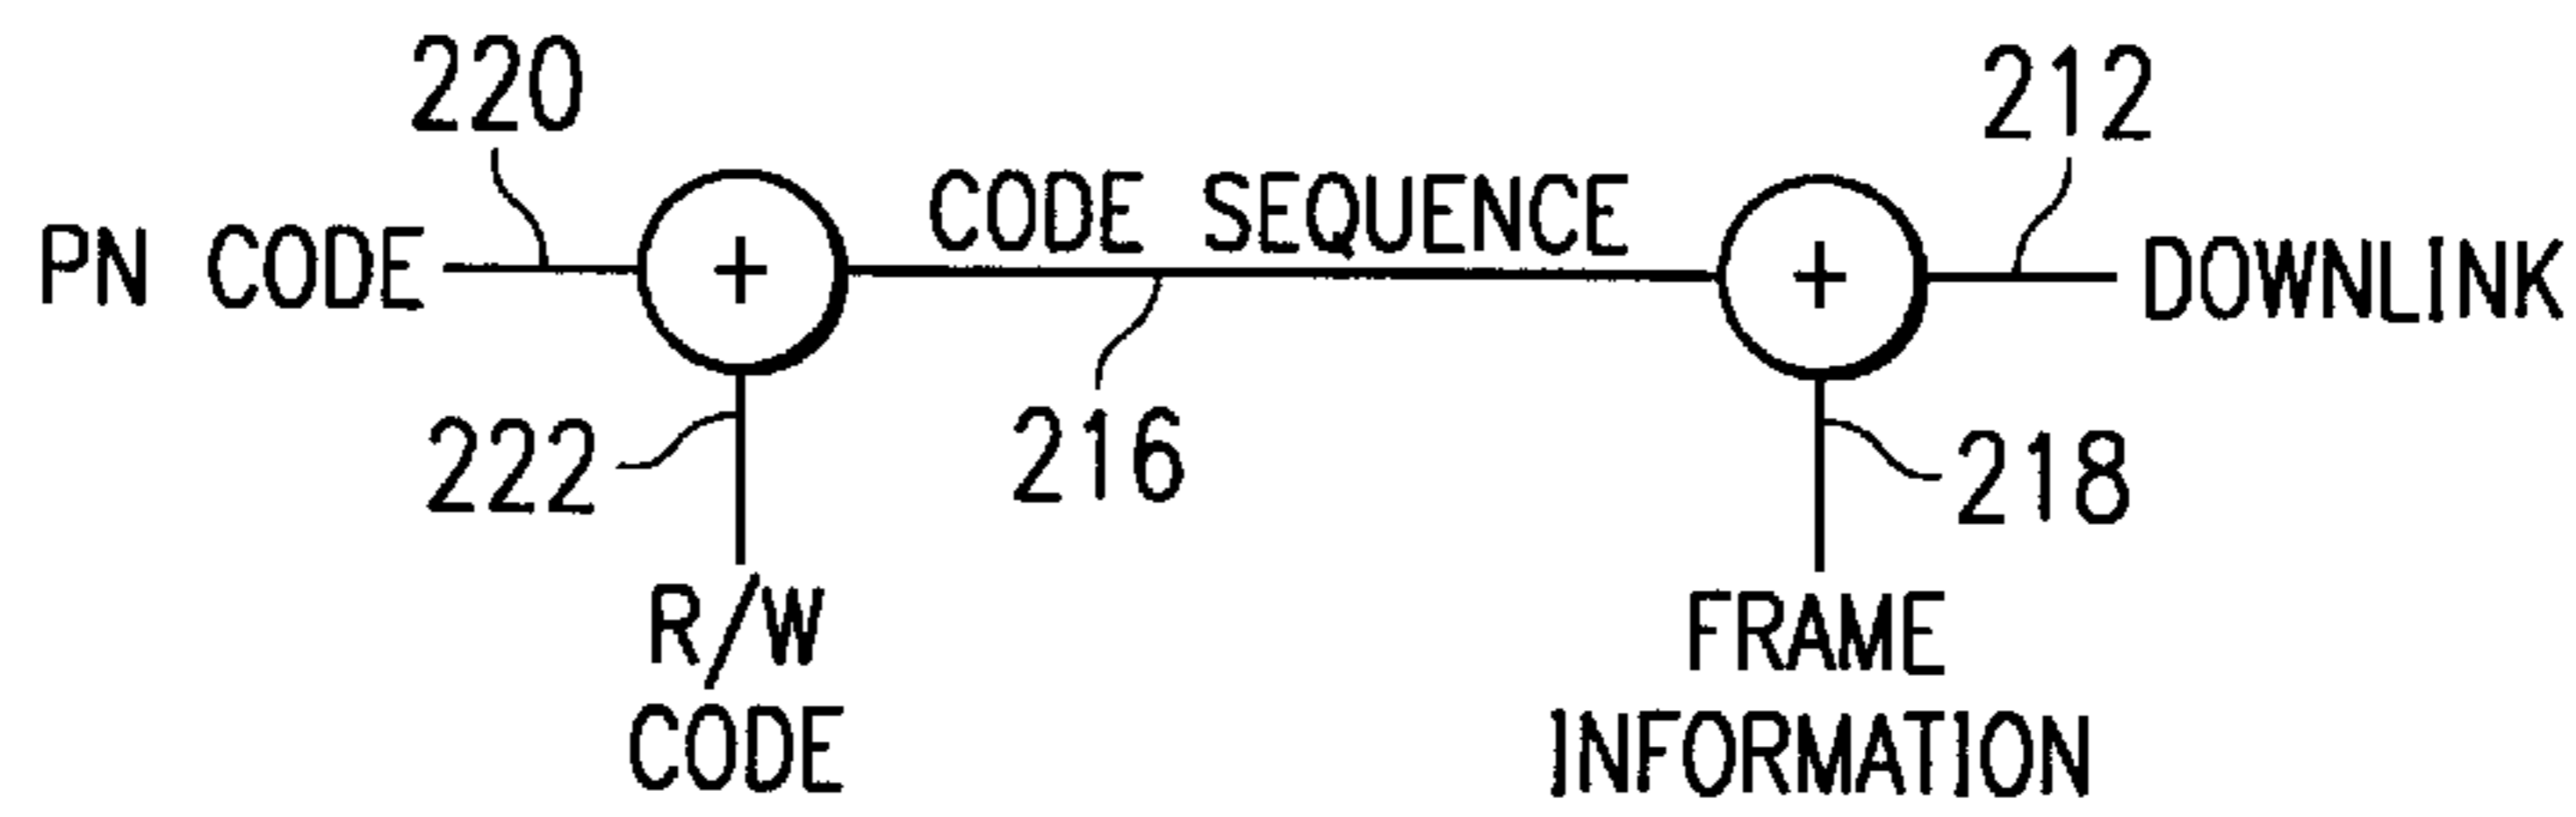 220
212
PN CODE
CODE SEQUENCE
DOWNLINK
+
+
222
216
218
R/W
CODE
FRAME
INFORMATION